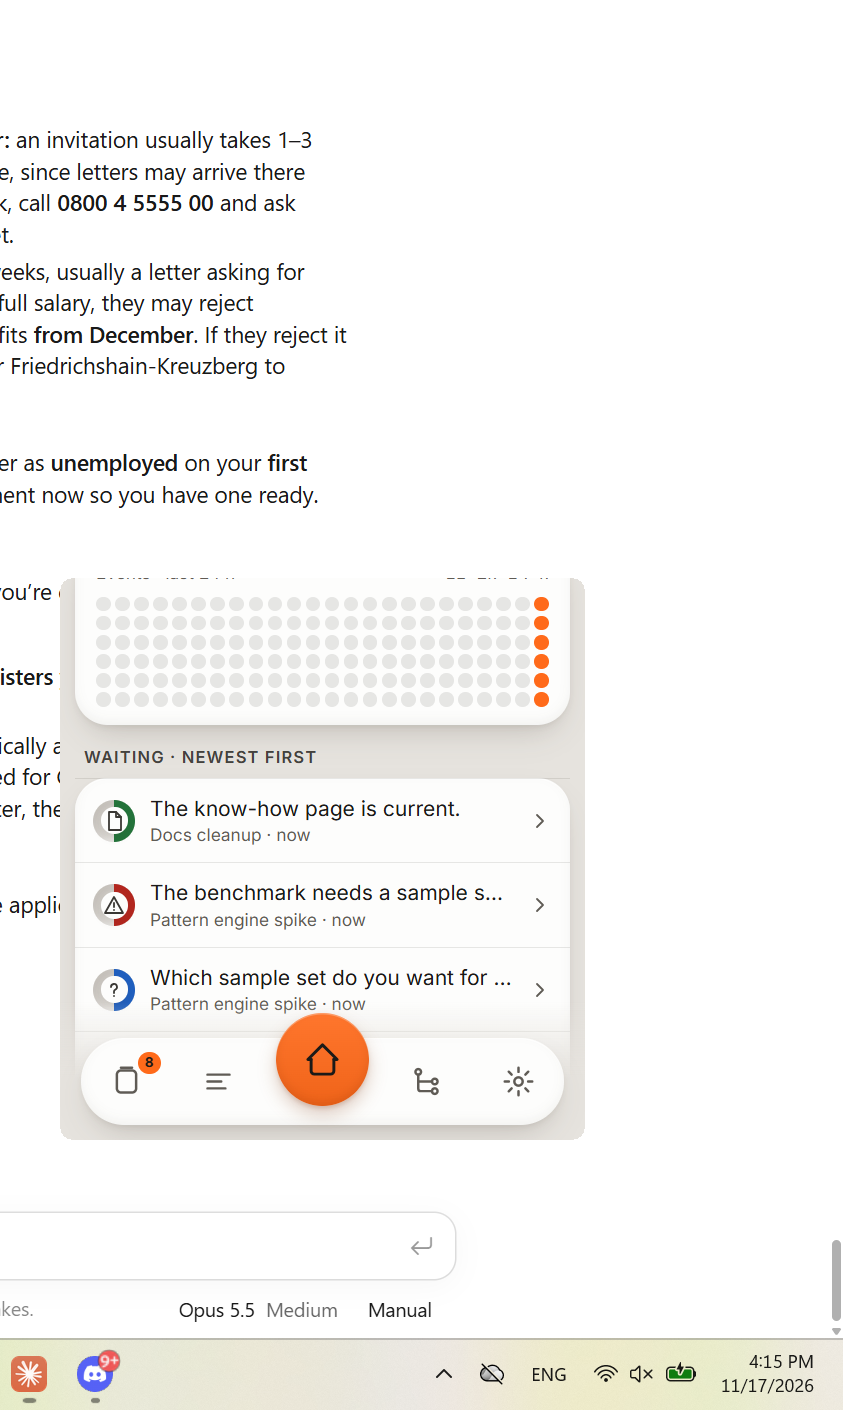 r: an invitation usually takes 1–3
e, since letters may arrive there
k, call 0800 4 5555 00 and ask
t.
eeks, usually a letter asking for
full salary, they may reject
fits from December. If they reject it
r Friedrichshain-Kreuzberg to
er as unemployed on your first
ent now so you have one ready.
you're
isters
ically a
ed for
ter, the
e appli
WAITING · NEWEST FIRST
The know-how page is current.
Docs cleanup · now
The benchmark needs a sample s...
Pattern engine spike · now
Which sample set do you want for ...
Pattern engine spike · now
8
kes.
Opus 5.5 Medium Manual
9+
ENG
4:15 PM
11/17/2026